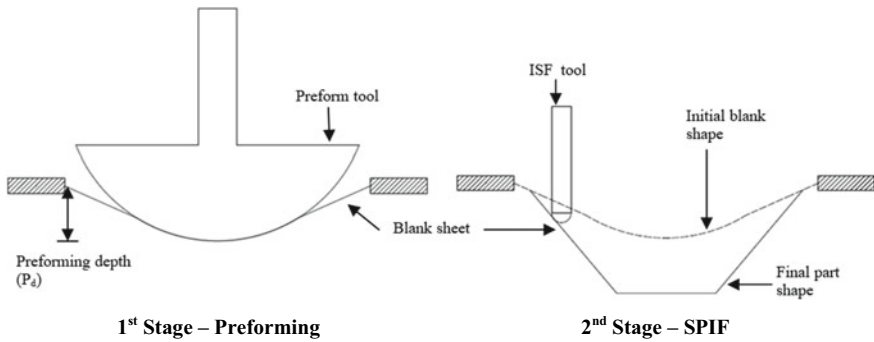 Preform tool
Preforming depth
(Pd)
Blank sheet
1st Stage – Preforming
ISF tool
Initial blank
shape
Final part
shape
2nd Stage – SPIF